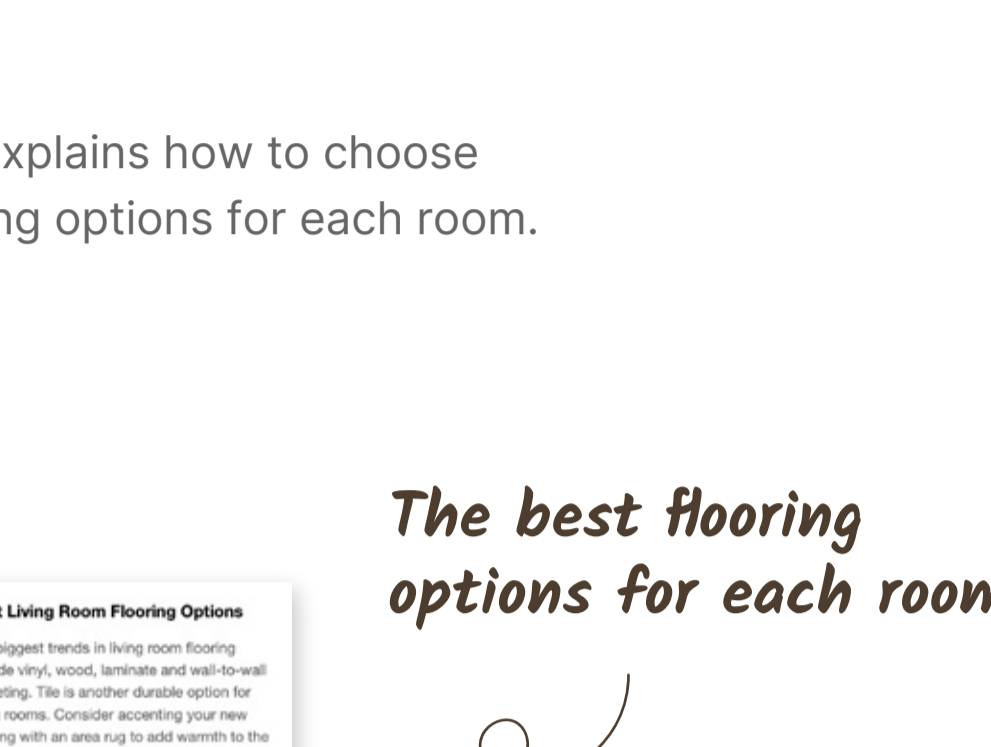 xplains how to choose
ng options for each room.
The best flooring
options for each room
t Living Room Flooring Options
biggest trends in living room flooring
de vinyl, wood, laminate and wall-to-wall
eting. Tile is another durable option for
rooms. Consider accenting your new
ng with an area rug to add warmth to the